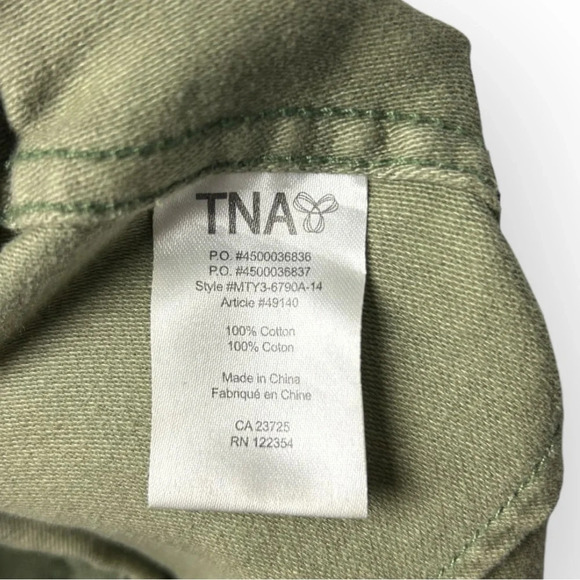 TNA
P.O. #4500036836
P.O. #4500036837
Style #MTY3-6790A-14
Article #49140
100% Cotton
100% Coton
Made in China
Fabriqué en Chine
CA 23725
RN 122354